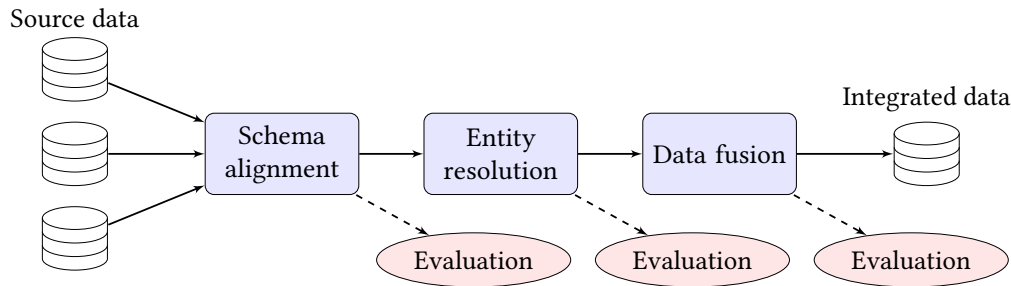 Source data
Integrated data
Schema
alignment
Entity
resolution
Data fusion
Evaluation
Evaluation
Evaluation